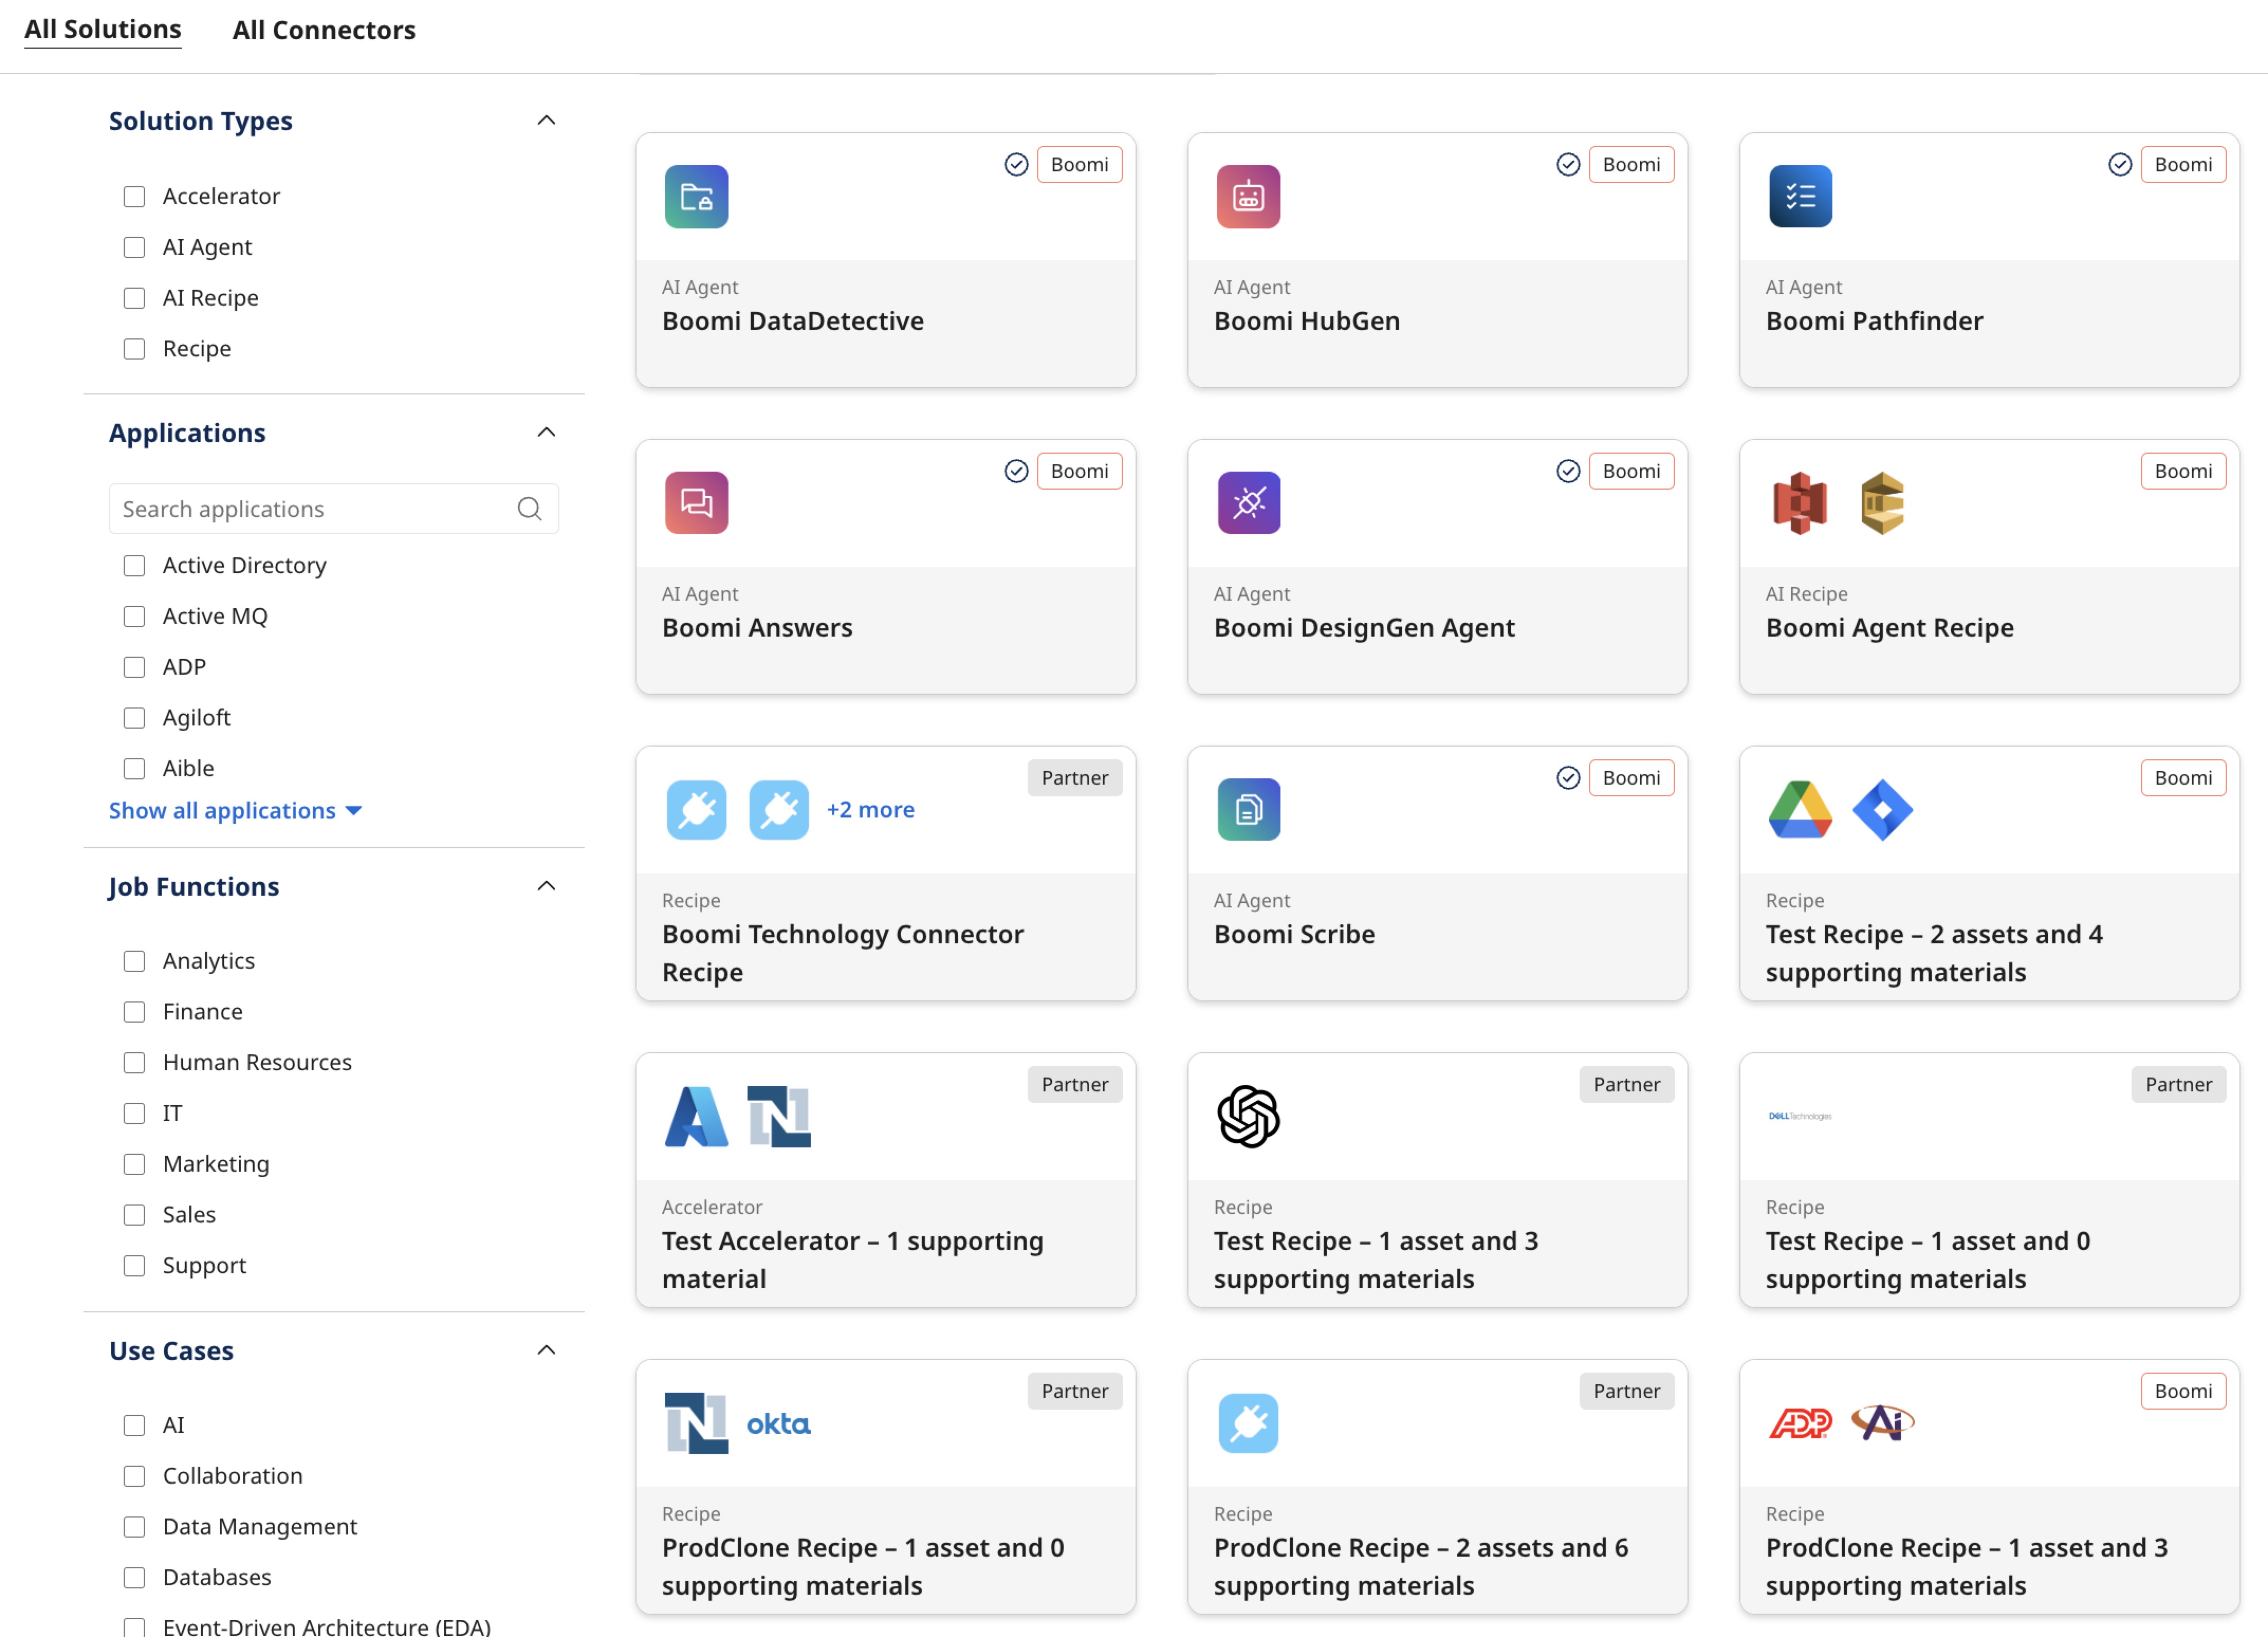 All Solutions
All Connectors
Solution Types
Accelerator
AI Agent
AI Recipe
Recipe
Applications
Search applications
Active Directory
Active MQ
ADP
Agiloft
Aible
Show all applications
Job Functions
Analytics
Finance
Human Resources
IT
Marketing
Sales
Support
Use Cases
AI
Collaboration
Data Management
Databases
Event-Driven Architecture (EDA)
Boomi
AI Agent
Boomi DataDetective
Boomi
AI Agent
Boomi HubGen
Boomi
AI Agent
Boomi Pathfinder
Boomi
AI Agent
Boomi Answers
Boomi
AI Agent
Boomi DesignGen Agent
Boomi
AI Recipe
Boomi Agent Recipe
Partner
+2 more
Recipe
Boomi Technology Connector
Recipe
Boomi
AI Agent
Boomi Scribe
Boomi
Recipe
Test Recipe – 2 assets and 4
supporting materials
Partner
N
Accelerator
Test Accelerator – 1 supporting
material
Partner
Recipe
Test Recipe – 1 asset and 3
supporting materials
Partner
DELL Technologies
Recipe
Test Recipe – 1 asset and 0
supporting materials
Partner
N okta
Recipe
ProdClone Recipe – 1 asset and 0
supporting materials
Partner
Recipe
ProdClone Recipe – 2 assets and 6
supporting materials
Boomi
ADP Ai
Recipe
ProdClone Recipe – 1 asset and 3
supporting materials